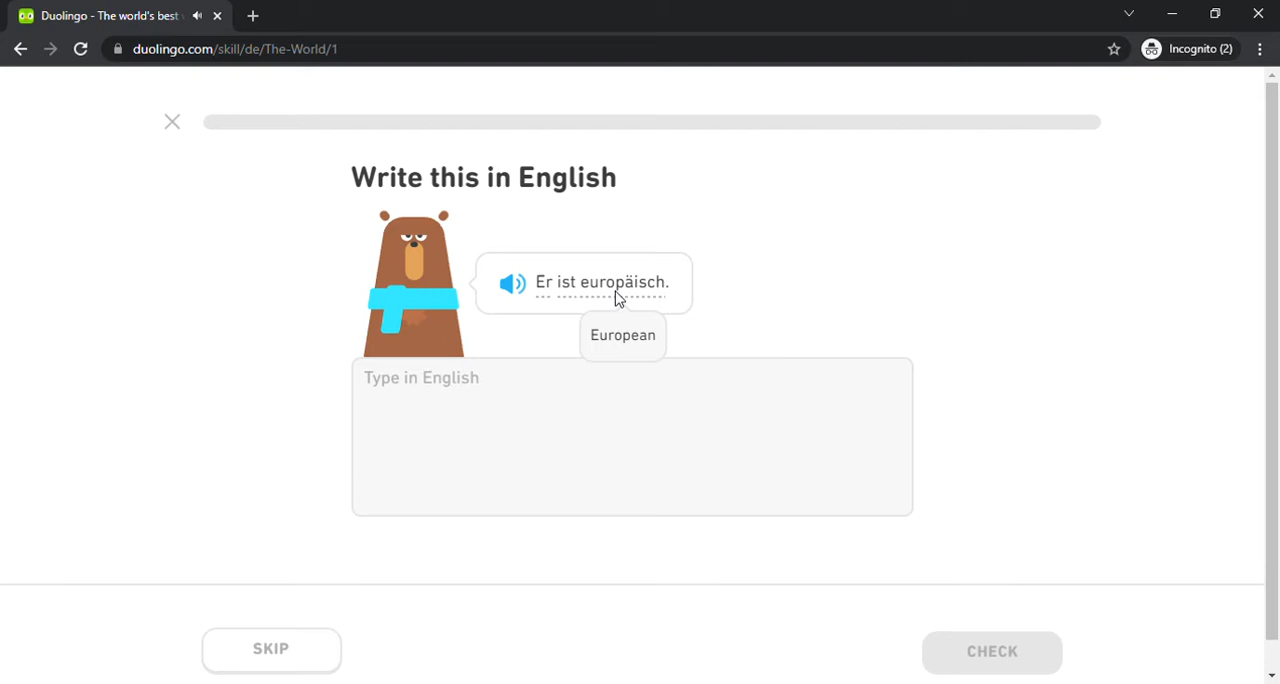 Duolingo - The world's best
duolingo.com/skill/de/The-World/1
Incognito (2)
Write this in English
Er ist europäisch.
European
Type in English
SKIP
CHECK